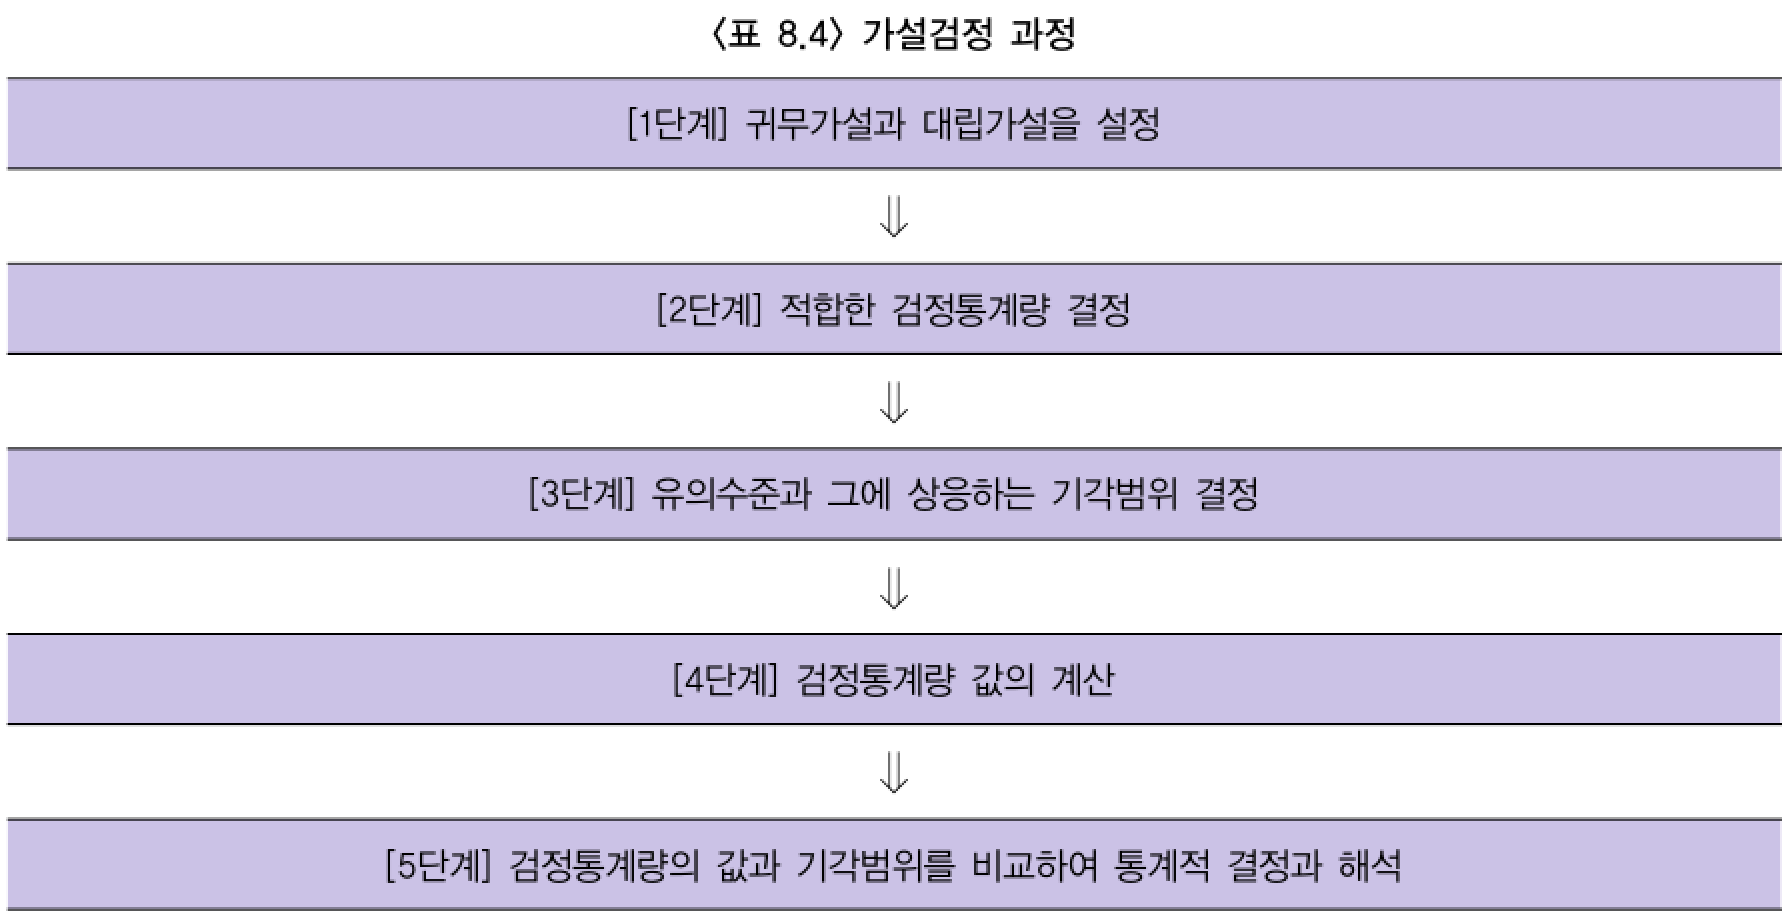 〈표 8.4〉 가설검정 과정
[1단계] 귀무가설과 대립가설을 설정
⇓
[2단계] 적합한 검정통계량 결정
⇓
[3단계] 유의수준과 그에 상응하는 기각범위 결정
⇓
[4단계] 검정통계량 값의 계산
⇓
[5단계] 검정통계량의 값과 기각범위를 비교하여 통계적 결정과 해석